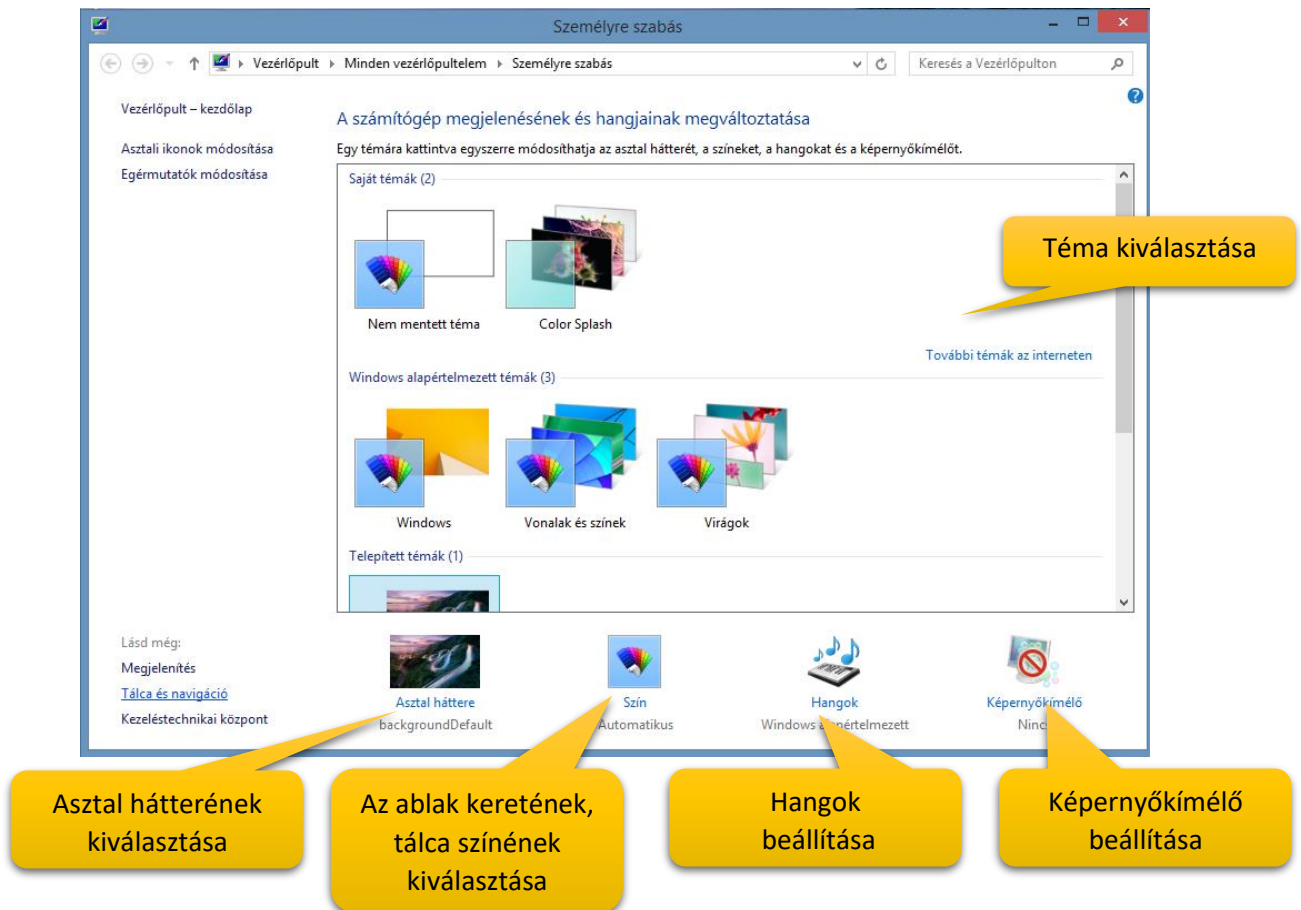 Személyre szabás
Vezérlőpult
Minden vezérlőpultelem
Személyre szabás
Keresés a Vezérlőpulton
Vezérlőpult – kezdőlap
Asztali ikonok módosítása
Egérmutatók módosítása
A számítógép megjelenésének és hangjainak megváltoztatása
Egy témára kattintva egyszerre módosíthatja az asztal hátterét, a színeket, a hangokat és a képernyőkímélőt.
Saját témák (2)
Nem mentett téma
Color Splash
Téma kiválasztása
További témák az interneten
Windows alapértelmezett témák (3)
Windows
Vonalak és színek
Virágok
Telepített témák (1)
Lásd még:
Megjelenítés
Tálca és navigáció
Kezeléstechnikai központ
Asztal háttere
backgroundDefault
Szín
Automatikus
Hangok
Windows alapértelmezett
Képernyőkímélő
Nincs
Asztal hátterének
kiválasztása
Az ablak keretének,
tálca színének
kiválasztása
Hangok
beállítása
Képernyőkímélő
beállítása